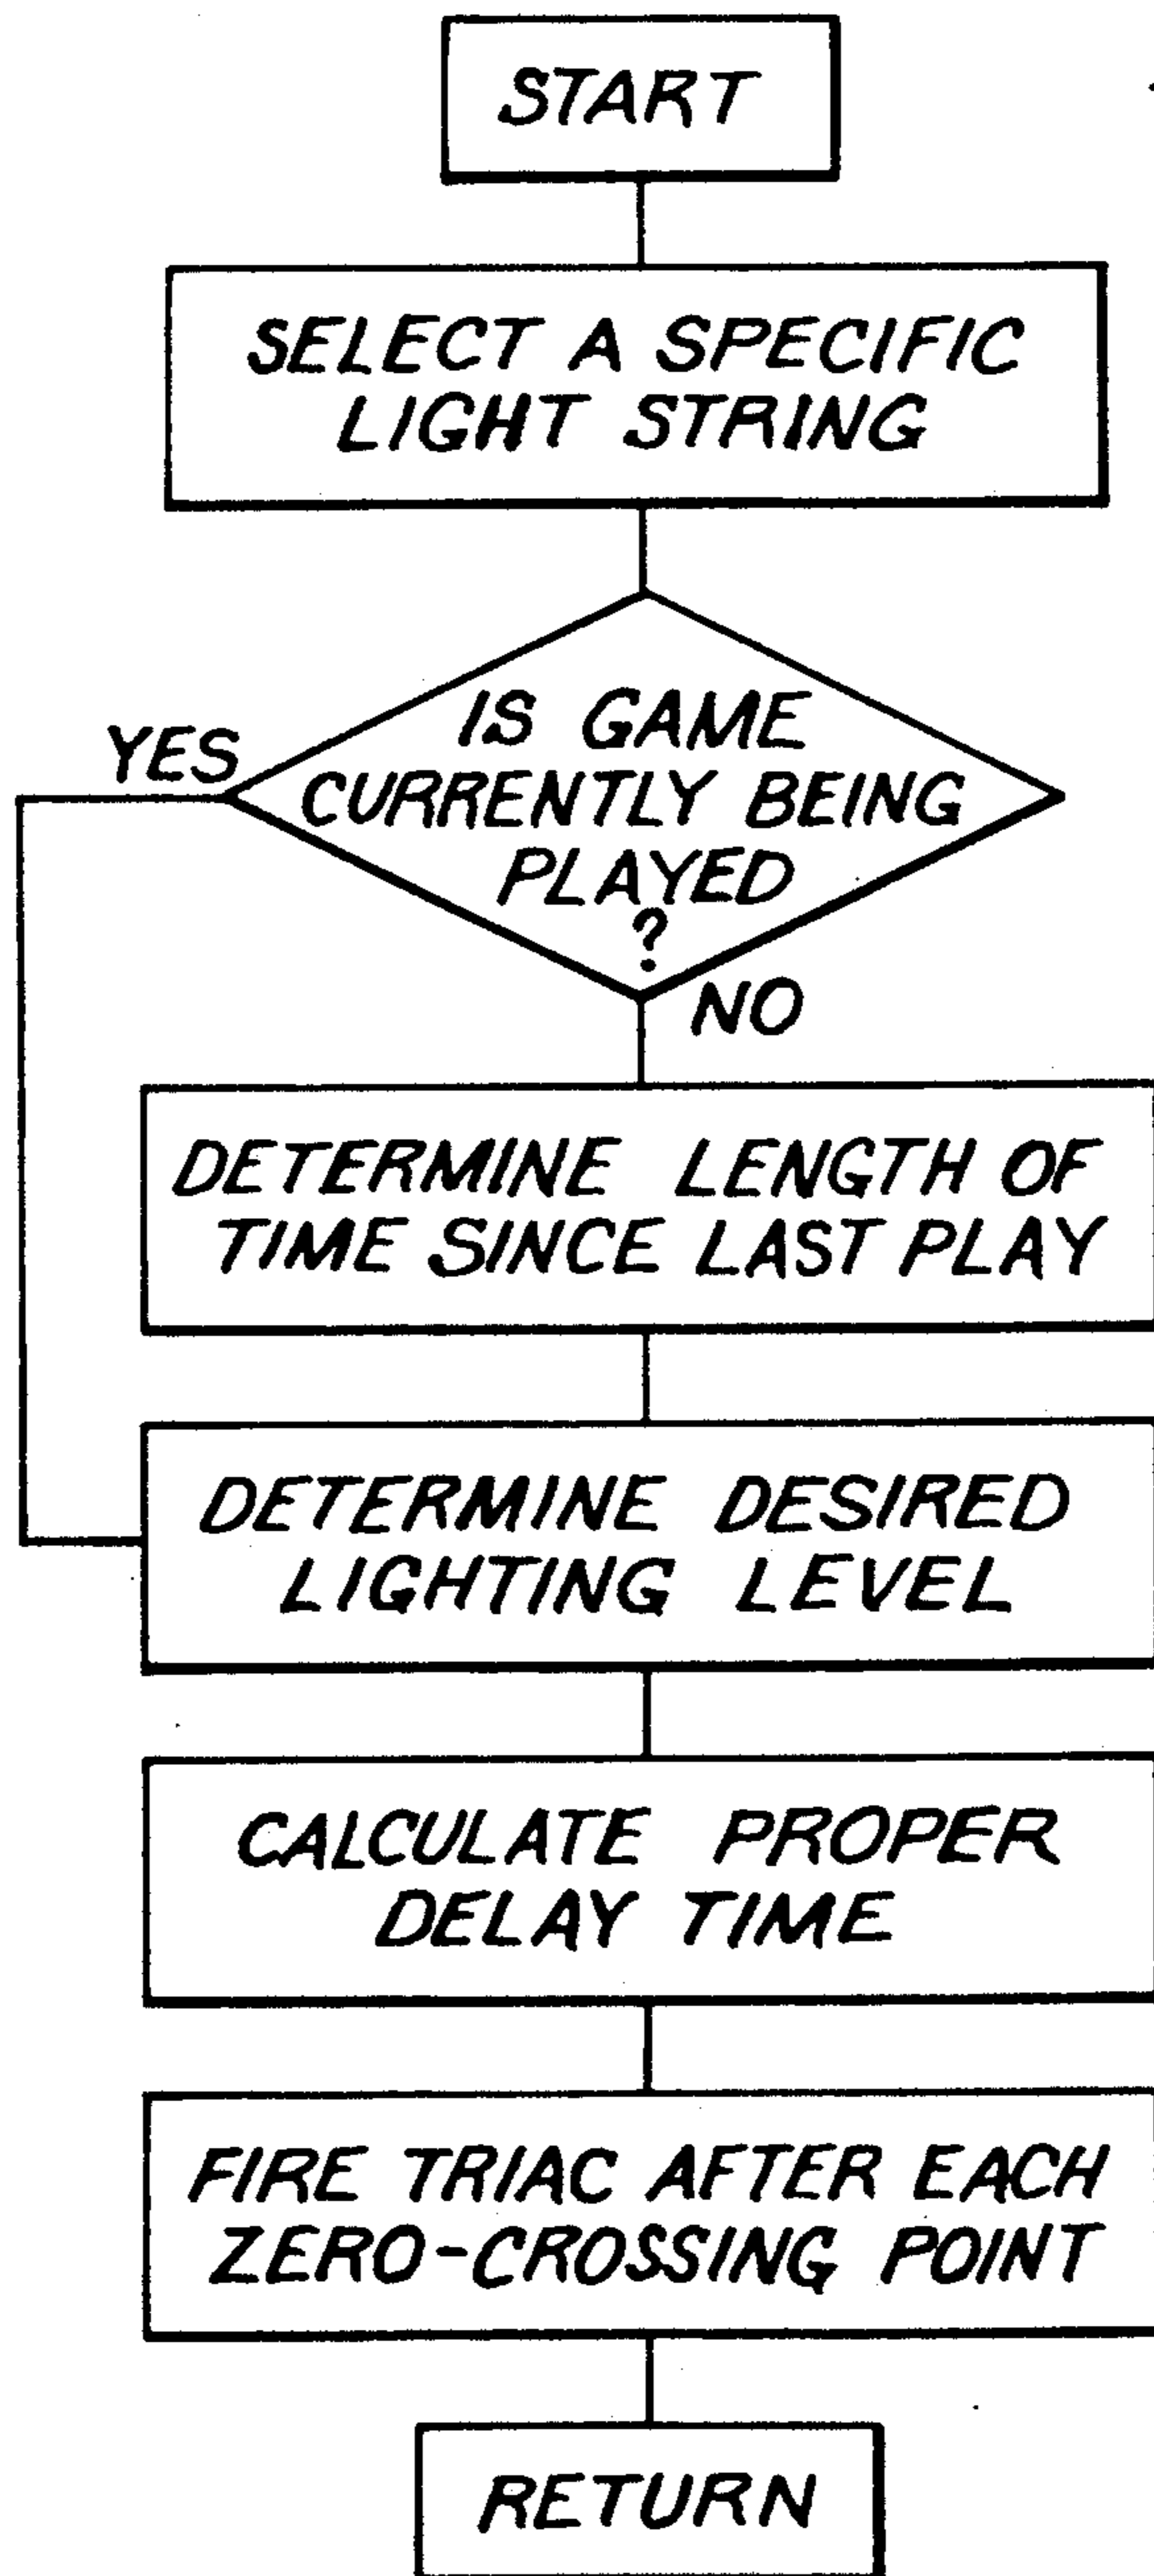 START
SELECT A SPECIFIC
LIGHT STRING
IS GAME
CURRENTLY BEING
PLAYED
?
YES
NO
DETERMINE LENGTH OF
TIME SINCE LAST PLAY
DETERMINE DESIRED
LIGHTING LEVEL
CALCULATE PROPER
DELAY TIME
FIRE TRIAC AFTER EACH
ZERO-CROSSING POINT
RETURN